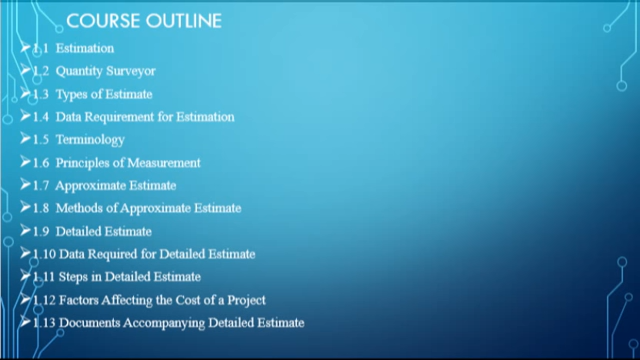 COURSE OUTLINE
1.1 Estimation
1.2 Quantity Surveyor
1.3 Types of Estimate
1.4 Data Requirement for Estimation
1.5 Terminology
1.6 Principles of Measurement
1.7 Approximate Estimate
1.8 Methods of Approximate Estimate
1.9 Detailed Estimate
1.10 Data Required for Detailed Estimate
1.11 Steps in Detailed Estimate
1.12 Factors Affecting the Cost of a Project
1.13 Documents Accompanying Detailed Estimate